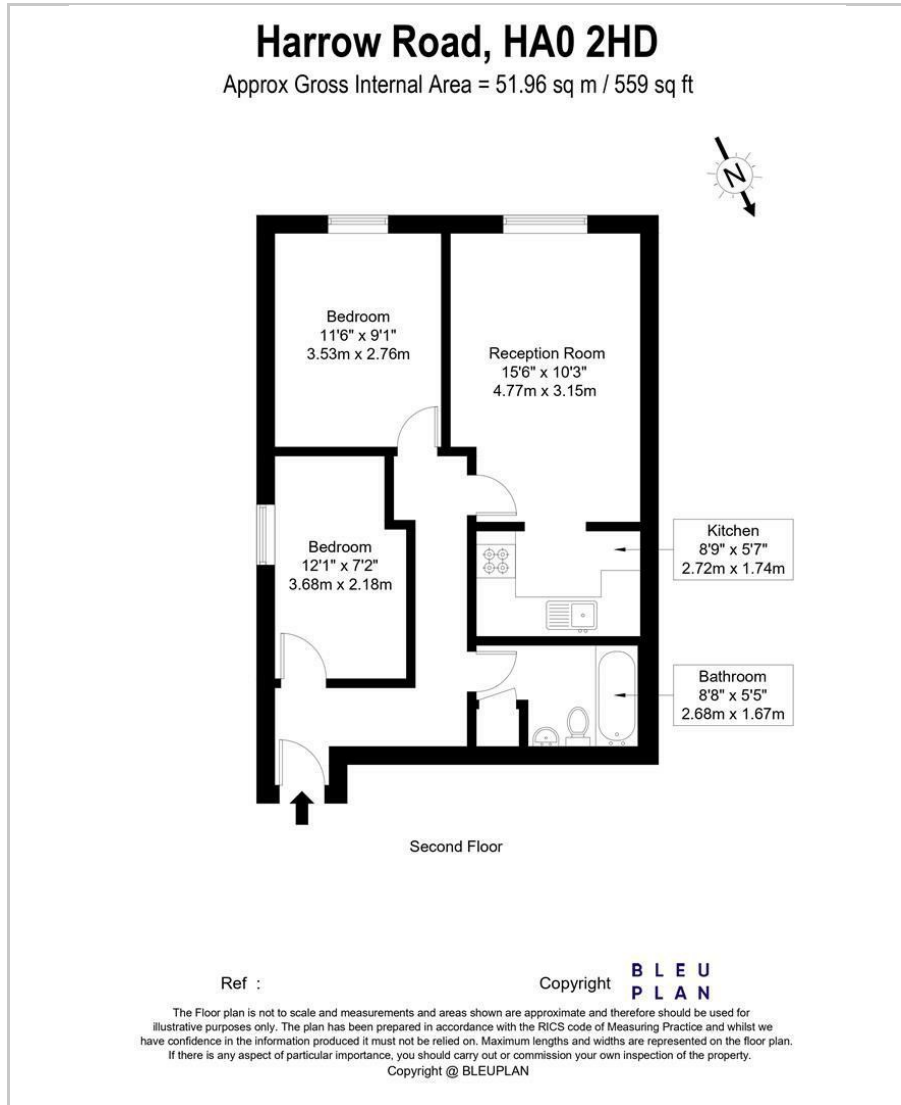 Harrow Road, HA0 2HD
Approx Gross Internal Area = 51.96 sq m / 559 sq ft
N
Bedroom
11'6" x 9'1"
3.53m x 2.76m
Reception Room
15'6" x 10'3"
4.77m x 3.15m
Bedroom
12'1" x 7'2"
3.68m x 2.18m
Kitchen
8'9" x 5'7"
2.72m x 1.74m
Bathroom
8'8" x 5'5"
2.68m x 1.67m
Second Floor
Ref :
Copyright
BLEU
PLAN
The Floor plan is not to scale and measurements and areas shown are approximate and therefore should be used for
illustrative purposes only. The plan has been prepared in accordance with the RICS code of Measuring Practice and whilst we
have confidence in the information produced it must not be relied on. Maximum lengths and widths are represented on the floor plan.
If there is any aspect of particular importance, you should carry out or commission your own inspection of the property.
Copyright @ BLEUPLAN